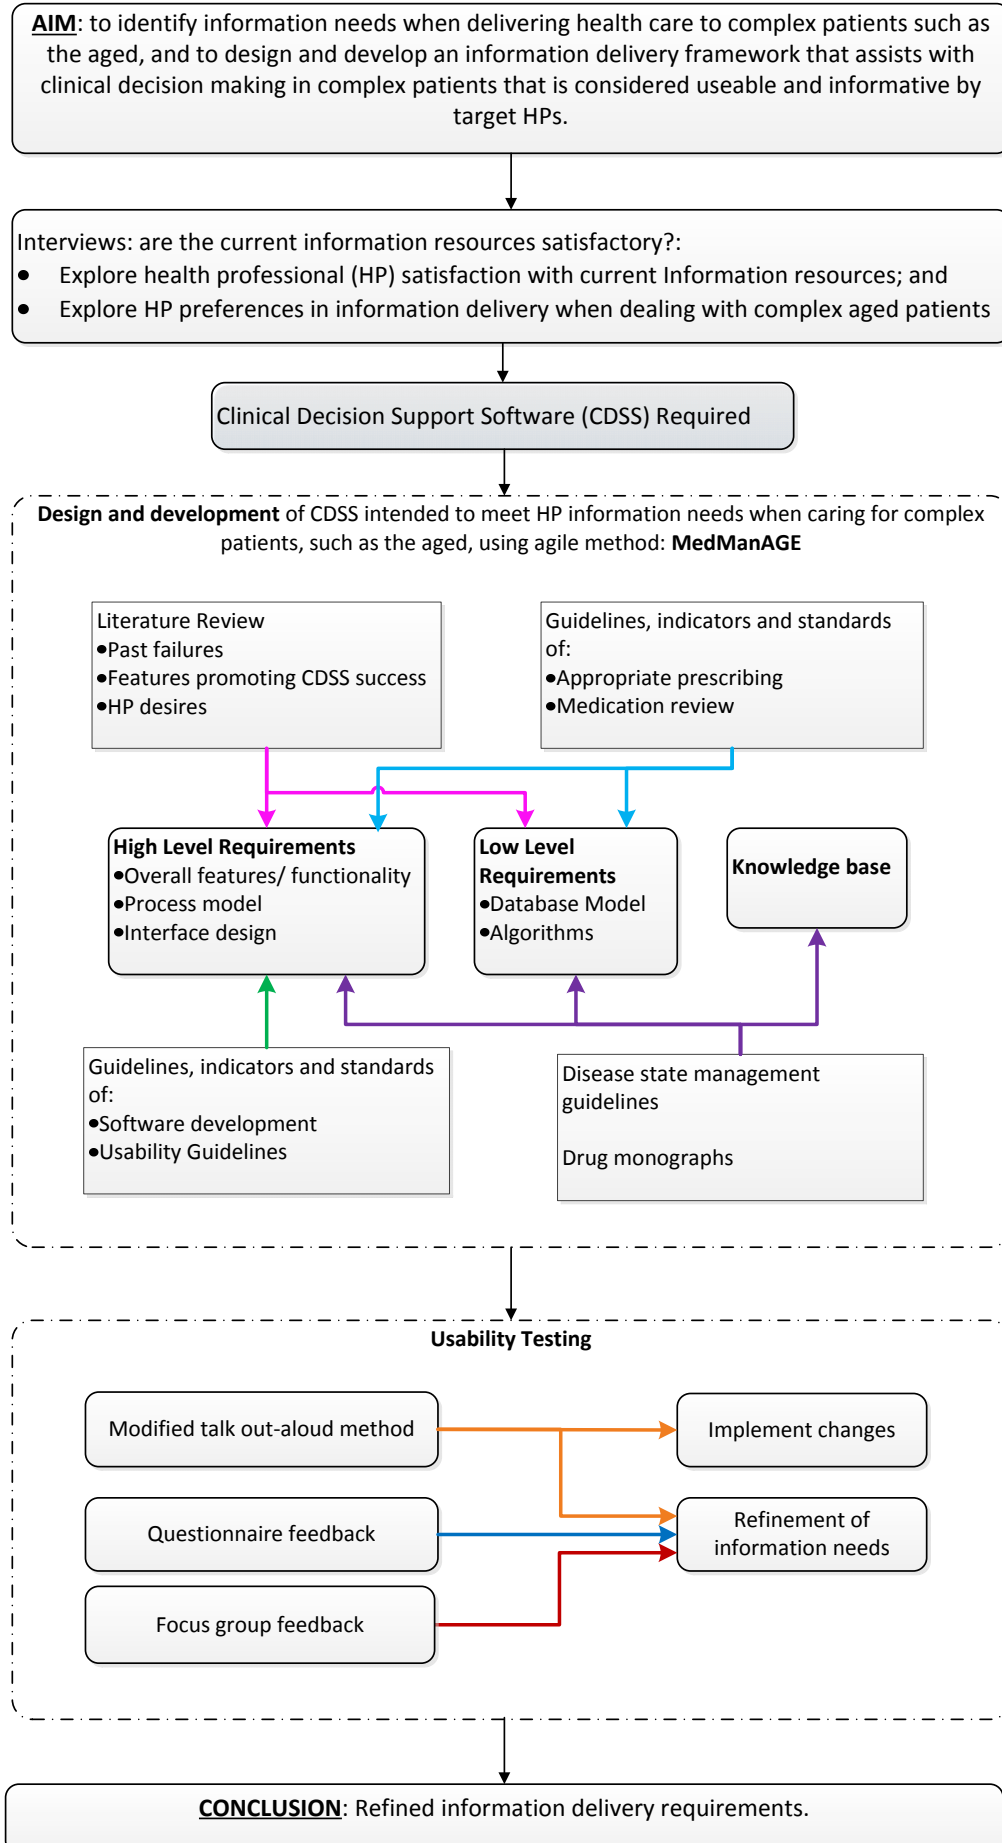 AIM: to identify information needs when delivering health care to complex patients such as
the aged, and to design and develop an information delivery framework that assists with
clinical decision making in complex patients that is considered useable and informative by
target HPs.
Interviews: are the current information resources satisfactory?:
● Explore health professional (HP) satisfaction with current Information resources; and
● Explore HP preferences in information delivery when dealing with complex aged patients
Clinical Decision Support Software (CDSS) Required
Design and development of CDSS intended to meet HP information needs when caring for complex
patients, such as the aged, using agile method: MedManAGE
Literature Review
●Past failures
●Features promoting CDSS success
●HP desires
Guidelines, indicators and standards
of:
●Appropriate prescribing
●Medication review
High Level Requirements
●Overall features/ functionality
●Process model
●Interface design
Low Level
Requirements
●Database Model
●Algorithms
Knowledge base
Guidelines, indicators and standards
of:
●Software development
●Usability Guidelines
Disease state management
guidelines
Drug monographs
Usability Testing
Modified talk out-aloud method
Implement changes
Questionnaire feedback
Refinement of
information needs
Focus group feedback
CONCLUSION: Refined information delivery requirements.